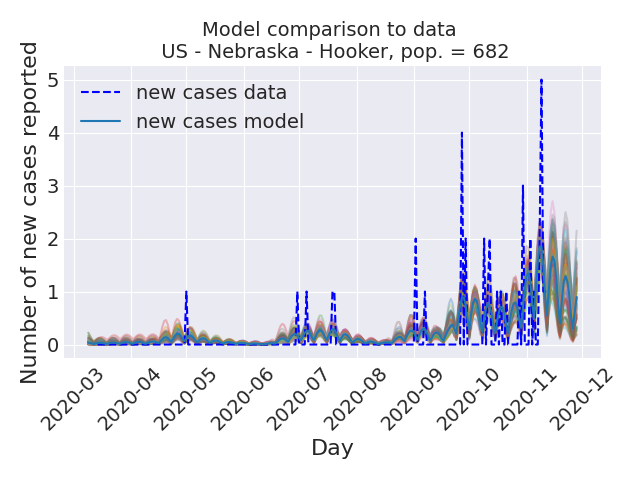 Model comparison to data
US - Nebraska - Hooker, pop. = 682
Number of new cases reported
5
4
3
2
1
0
new cases data
new cases model
2020-03
2020-04
2020-05
2020-06
2020-07
2020-08
2020-09
2020-10
2020-11
2020-12
Day